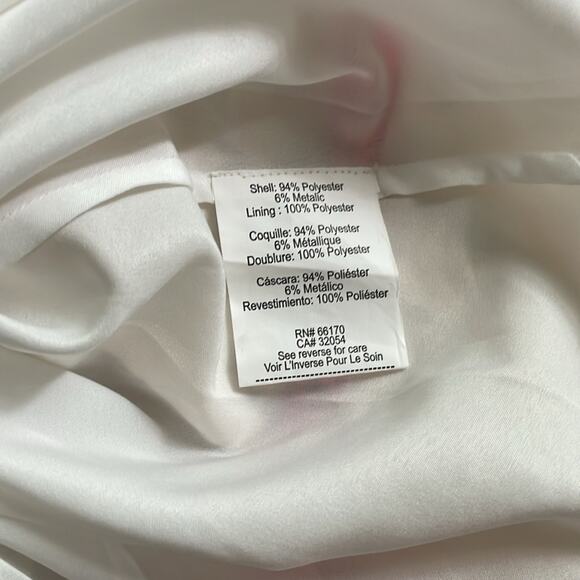 Shell: 94% Polyester
6% Metalic
Lining : 100% Polyester
Coquille: 94% Polyester
6% Métallique
Doublure: 100% Polyester
Cáscara: 94% Poliéster
6% Metálico
Revestimiento: 100% Poliéster
RN# 66170
CA# 32054
See reverse for care
Voir L'Inverse Pour Le Soin